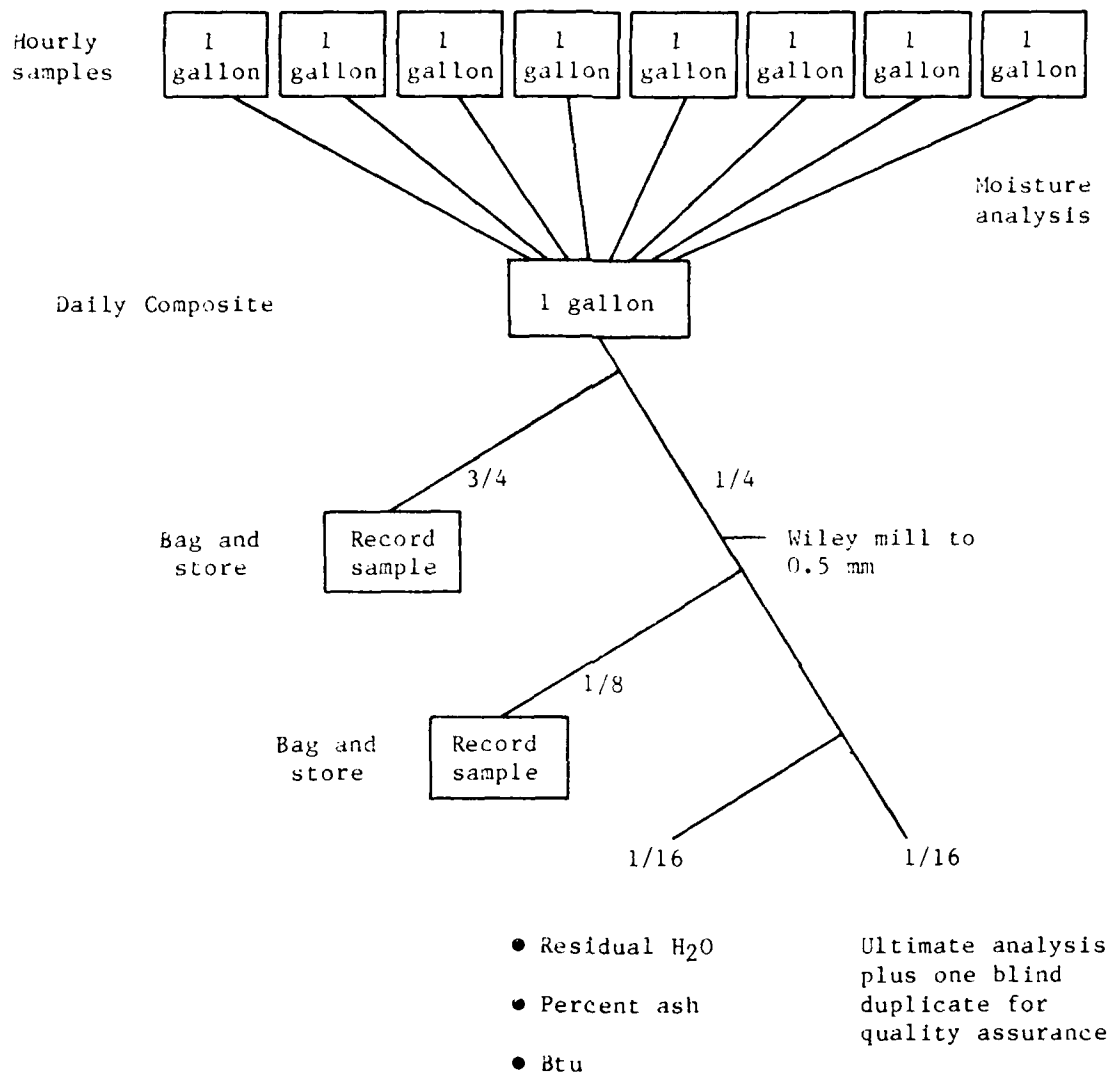 Hourly
samples
1
gallon
1
gallon
1
gallon
1
gallon
1
gallon
1
gallon
1
gallon
1
gallon
Moisture
analysis
Daily Composite
1 gallon
3/4
1/4
Bag and
store
Record
sample
Wiley mill to
0.5 mm
1/8
Bag and
store
Record
sample
1/16
1/16
● Residual H2O
● Percent ash
● Btu
Ultimate analysis
plus one blind
duplicate for
quality assurance